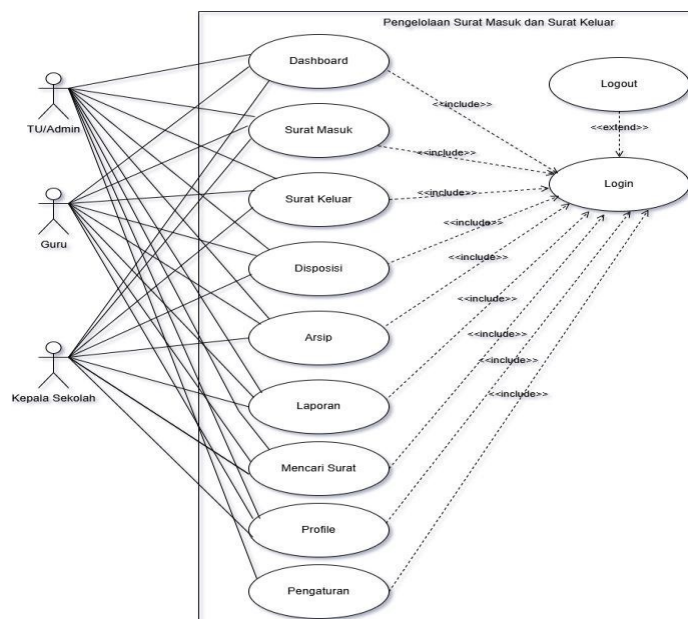 Pengelolaan Surat Masuk dan Surat Keluar
Dashboard
Logout
<<include>>
TU/Admin
Surat Masuk
<<extend>>
<<include>>
Login
Surat Keluar
<<include>>
Guru
<<include>>
Disposisi
<<include>>
<<include>>
Arsip
<<include>>
<<include>>
Kepala Sekolah
<<include>>
Laporan
Mencari Surat
Profile
Pengaturan